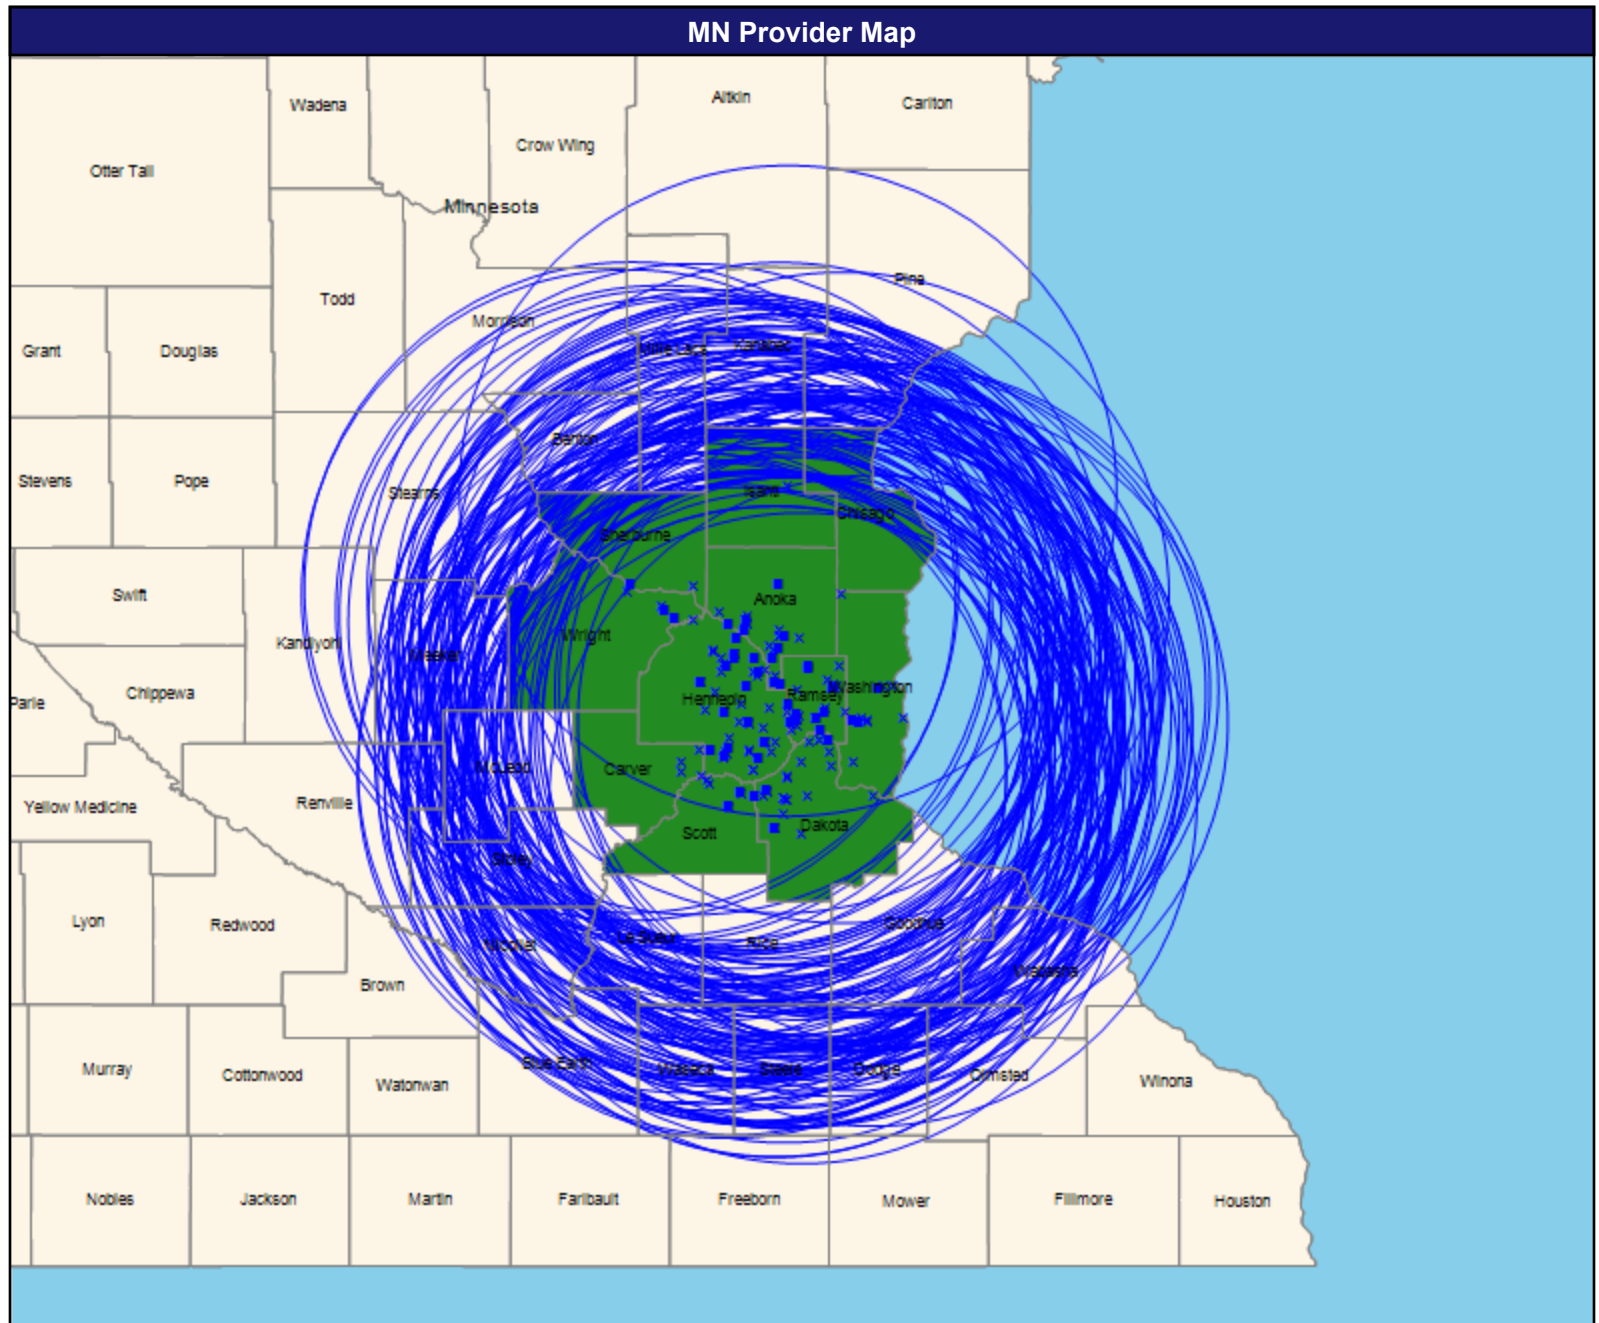 MN Provider Map
Aitkin
Carlton
Wadena
Crow Wing
Otter Tail
Minnesota
Pine
Todd
Morrison
Grant
Douglas
Mille Lacs
Kanabec
Benton
Stevens
Pope
Stearns
Isanti
Chisago
Sherburne
Swift
Anoka
Kandiyohi
Wright
Meeker
Chippewa
Parle
Hennepin
Ramsey
Washington
McLeod
Carver
Yellow Medicine
Renville
Scott
Dakota
Sibley
Lyon
Redwood
Nicollet
Le Sueur
Rice
Goodhue
Wabasha
Brown
Murray
Cottonwood
Watonwan
Blue Earth
Waseca
Steele
Dodge
Olmsted
Winona
Nobles
Jackson
Martin
Faribault
Freeborn
Mower
Fillmore
Houston